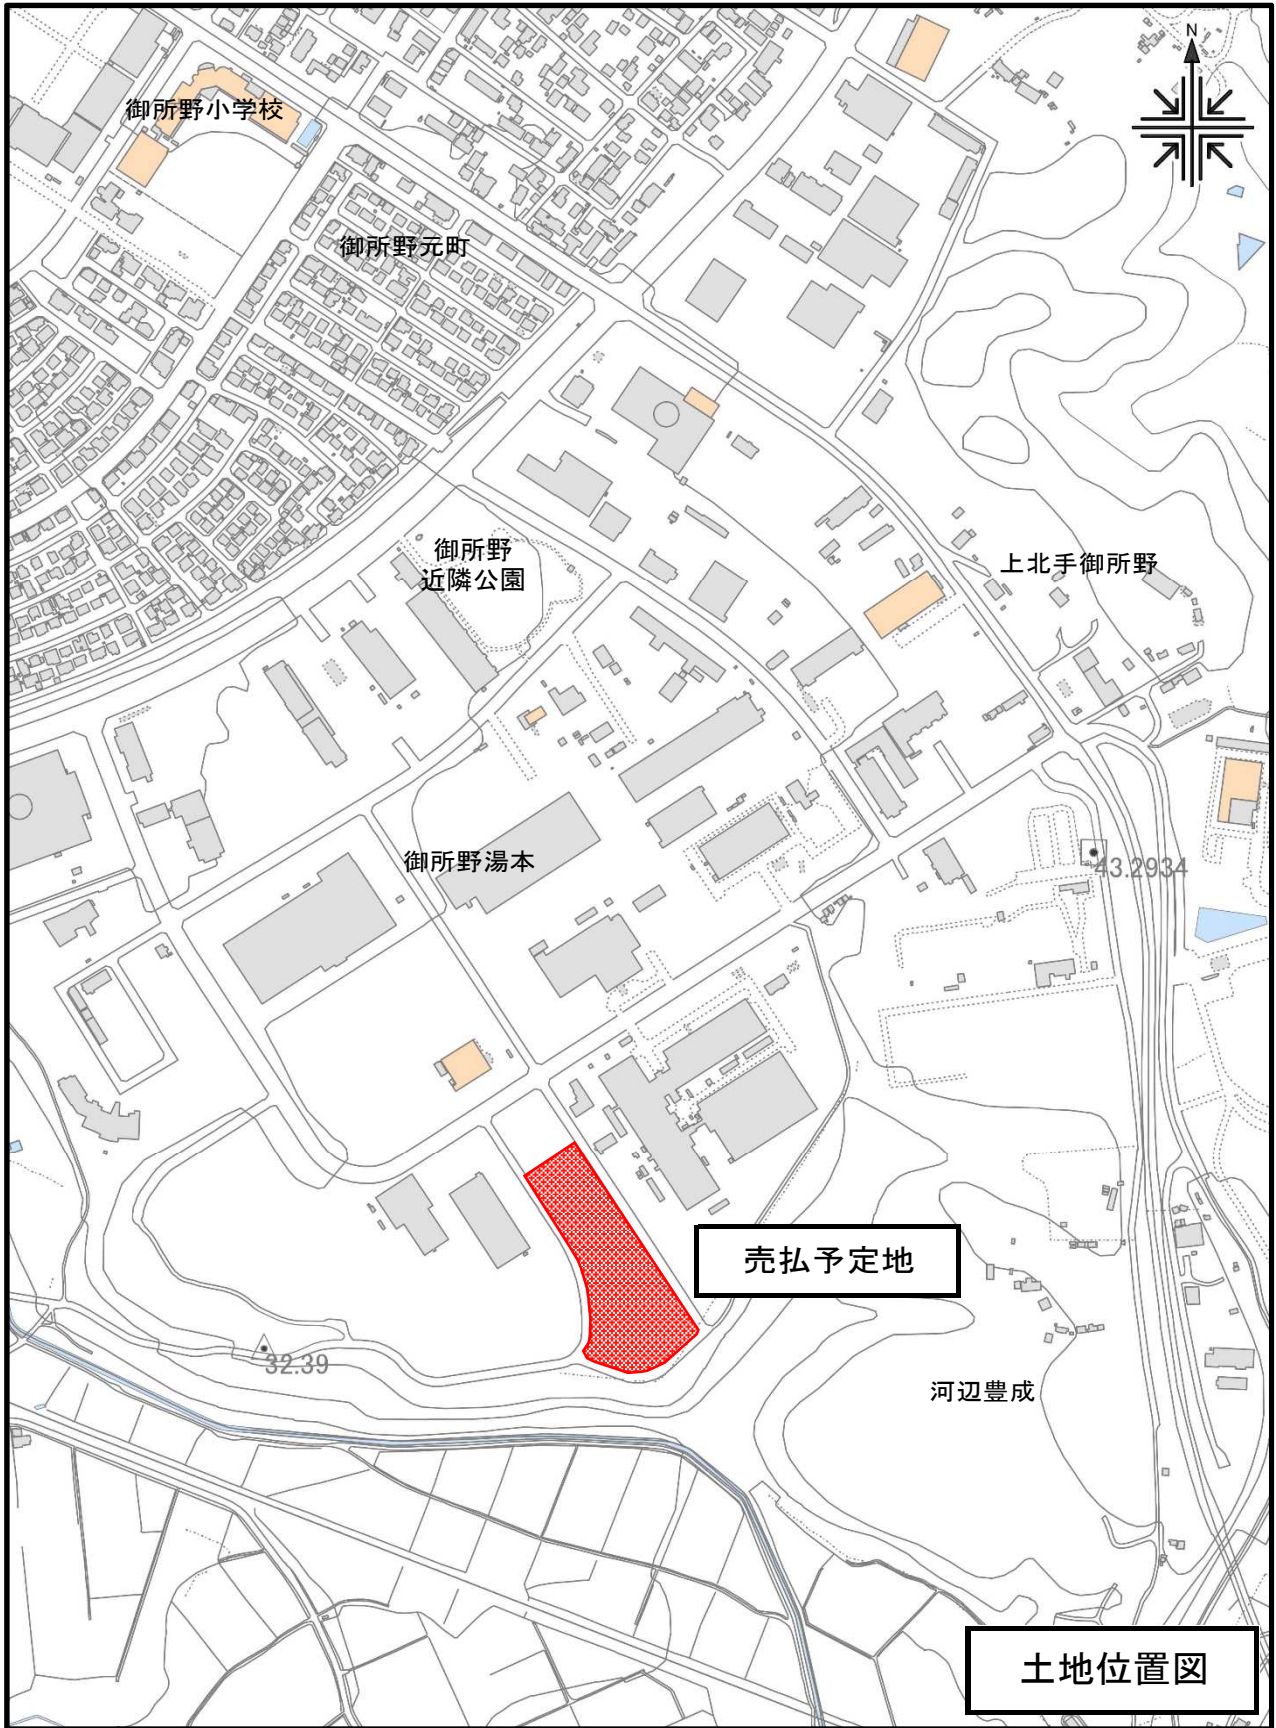 N
御所野小学校
御所野元町
御所野
近隣公園
上北手御所野
御所野湯本
43.2934
売払予定地
32.39
河辺豊成
土地位置図